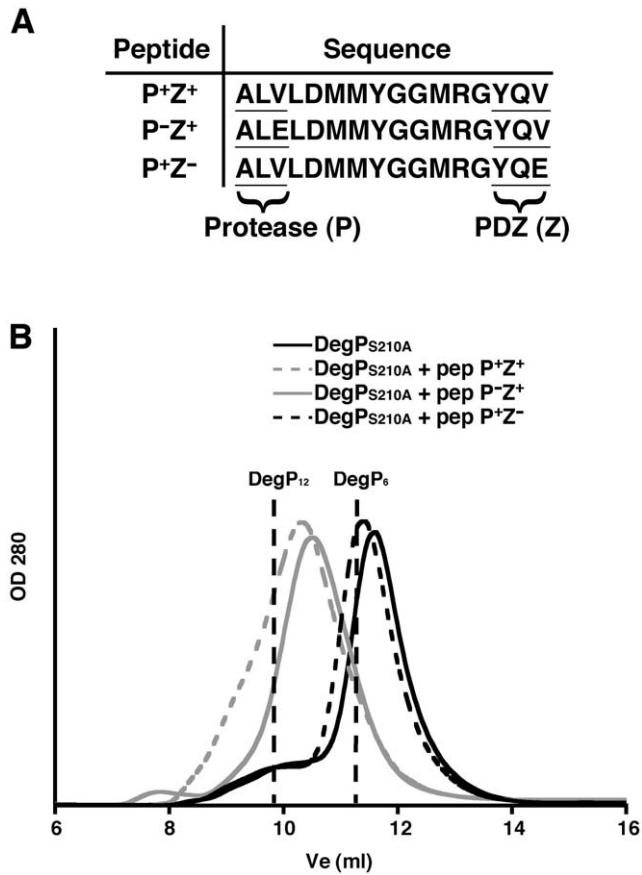 A
Peptide Sequence
P⁺Z⁺ ALVLDMMYGGMRGYQV
P⁻Z⁺ ALELDMMYGGMRGYQV
P⁺Z⁻ ALVLDMMYGGMRGYQE
Protease (P) PDZ (Z)
B
DegPS210A
DegPS210A + pep P⁺Z⁺
DegPS210A + pep P⁻Z⁺
DegPS210A + pep P⁺Z⁻
DegP₁₂ DegP₆
OD 280
6 8 10 12 14 16
Ve (ml)